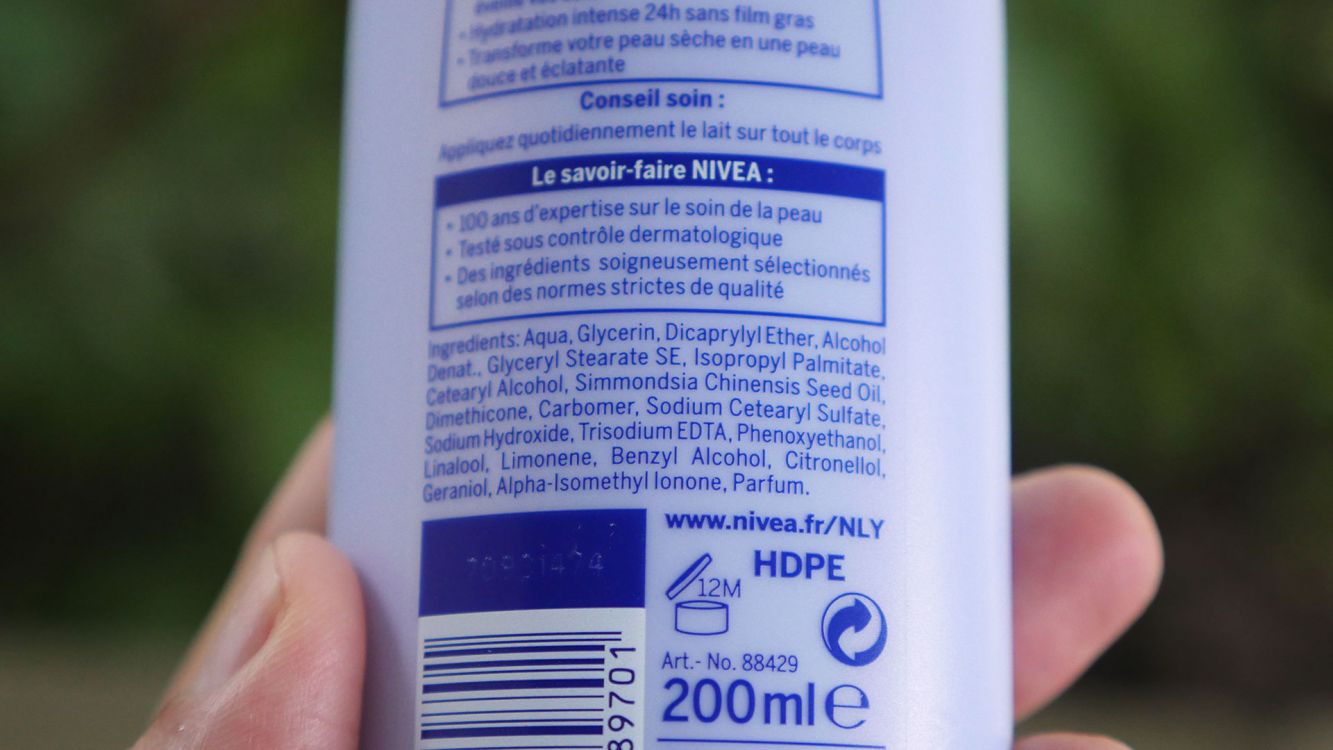 • Hydratation intense 24h sans film gras
• Transforme votre peau sèche en une peau
douce et éclatante
Conseil soin :
Appliquez quotidiennement le lait sur tout le corps
Le savoir-faire NIVEA :
• 100 ans d'expertise sur le soin de la peau
• Testé sous contrôle dermatologique
• Des ingrédients soigneusement sélectionnés
selon des normes strictes de qualité
Ingredients: Aqua, Glycerin, Dicaprylyl Ether, Alcohol
Denat., Glyceryl Stearate SE, Isopropyl Palmitate,
Cetearyl Alcohol, Simmondsia Chinensis Seed Oil,
Dimethicone, Carbomer, Sodium Cetearyl Sulfate,
Sodium Hydroxide, Trisodium EDTA, Phenoxyethanol,
Linalool, Limonene, Benzyl Alcohol, Citronellol,
Geraniol, Alpha-Isomethyl Ionone, Parfum.
www.nivea.fr/NLY
HDPE
12M
Art.- No. 88429
200ml e
89701